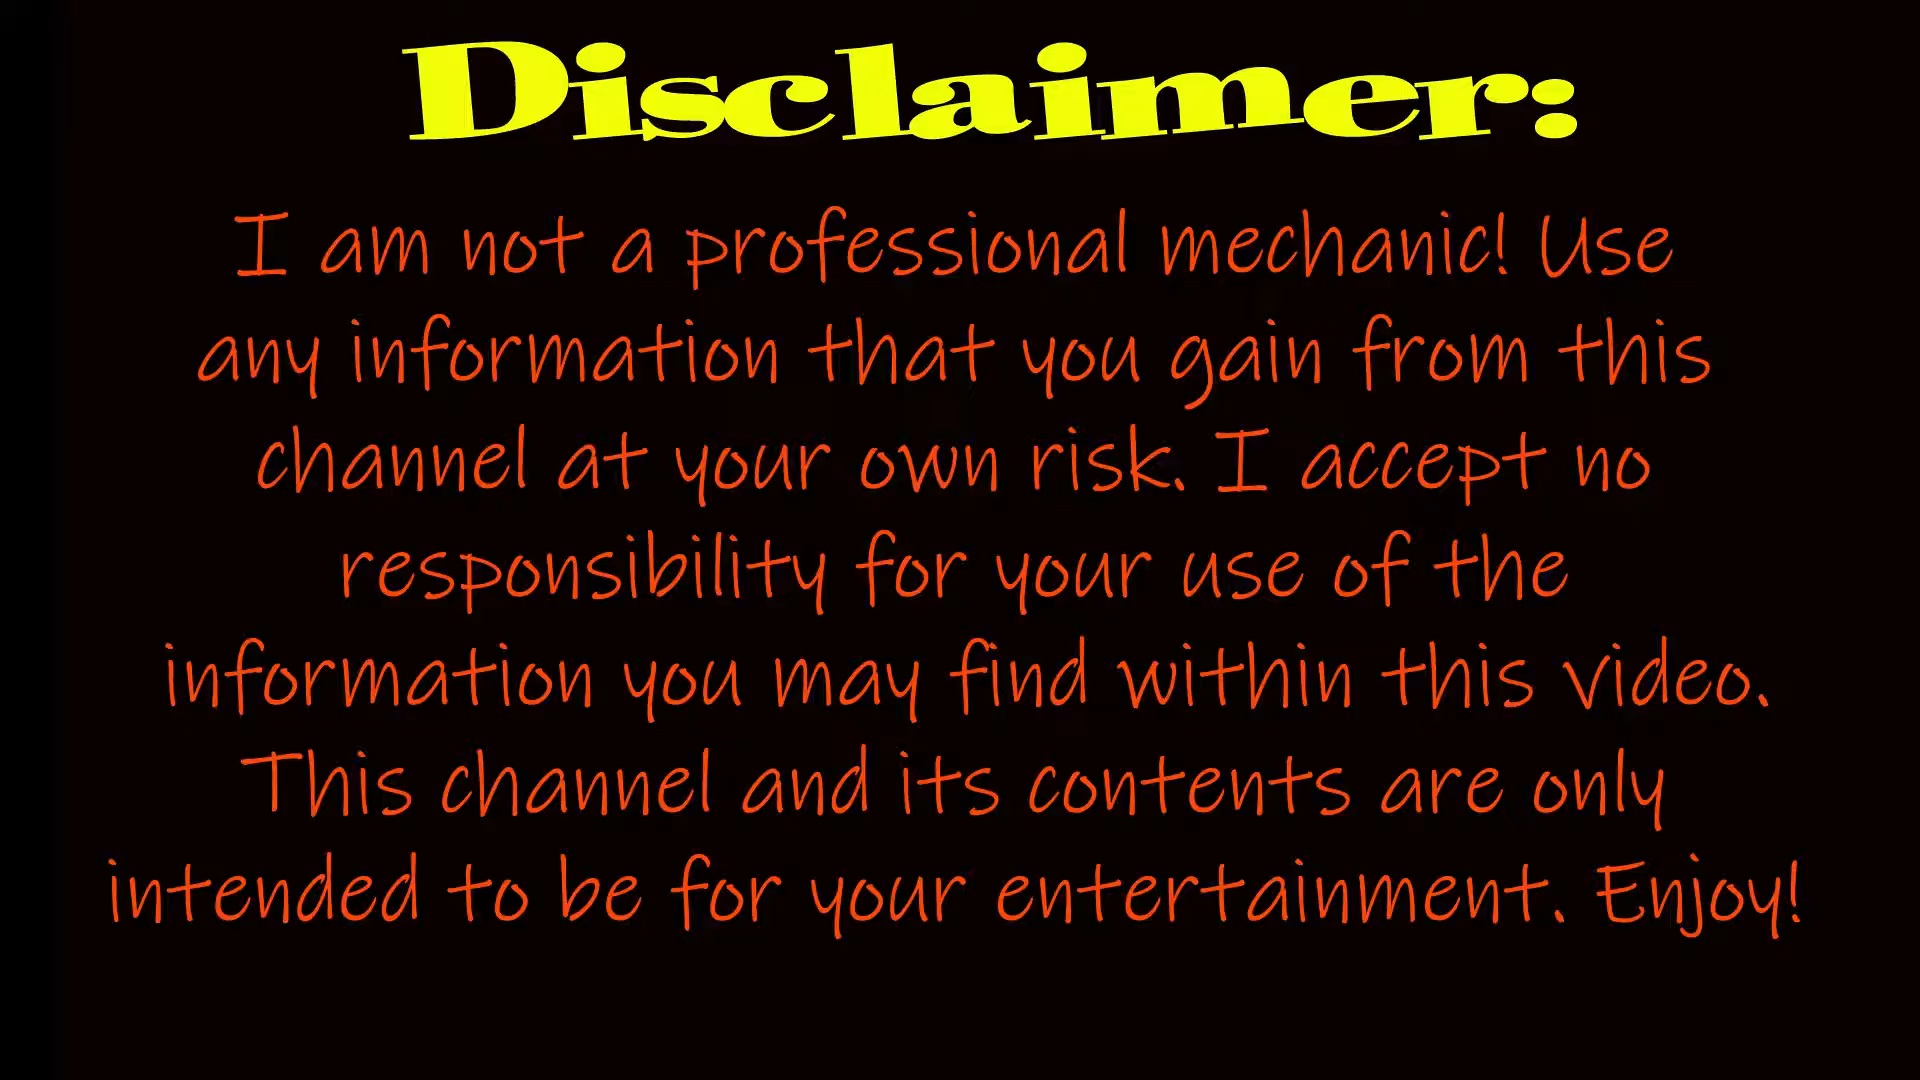 Disclaimer:
I am not a professional mechanic! Use
any information that you gain from this
channel at your own risk. I accept no
responsibility for your use of the
information you may find within this video.
This channel and its contents are only
intended to be for your entertainment. Enjoy!